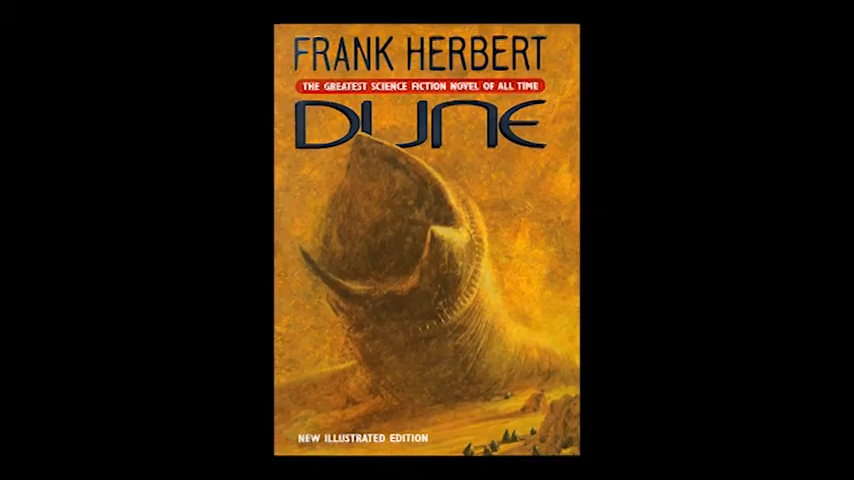 FRANK HERBERT
THE GREATEST SCIENCE FICTION NOVEL OF ALL TIME
DUNE
NEW ILLUSTRATED EDITION